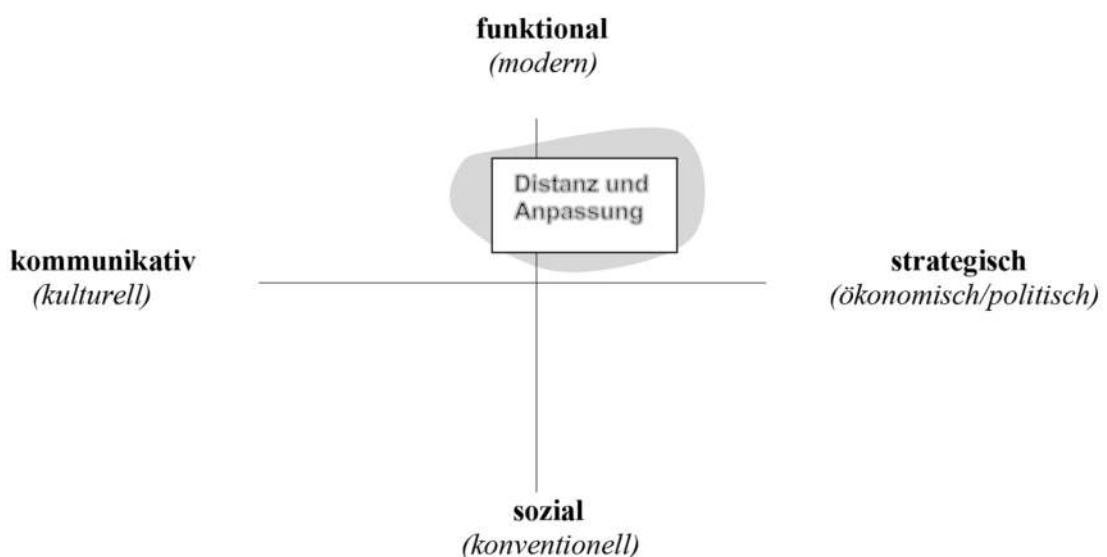 funktional
(modern)
Distanz und
Anpassung
kommunikativ
(kulturell)
strategisch
(ökonomisch/politisch)
sozial
(konventionell)